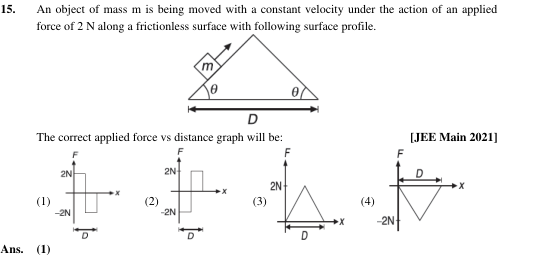 15. An object of mass m is being moved with a constant velocity under the action of an applied
force of 2 N along a frictionless surface with following surface profile.
m
θ θ
D
The correct applied force vs distance graph will be: [JEE Main 2021]
(1) F 2N -2N x D
(2) F 2N -2N x D
(3) F 2N x D
(4) F D x -2N
Ans. (1)